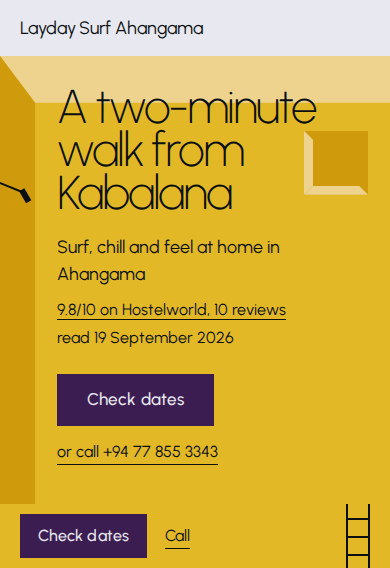 Layday Surf Ahangama
A two-minute
walk from
Kabalana
Surf, chill and feel at home in
Ahangama
9.8/10 on Hostelworld, 10 reviews
read 19 September 2026
Check dates
or call +94 77 855 3343
Check dates Call